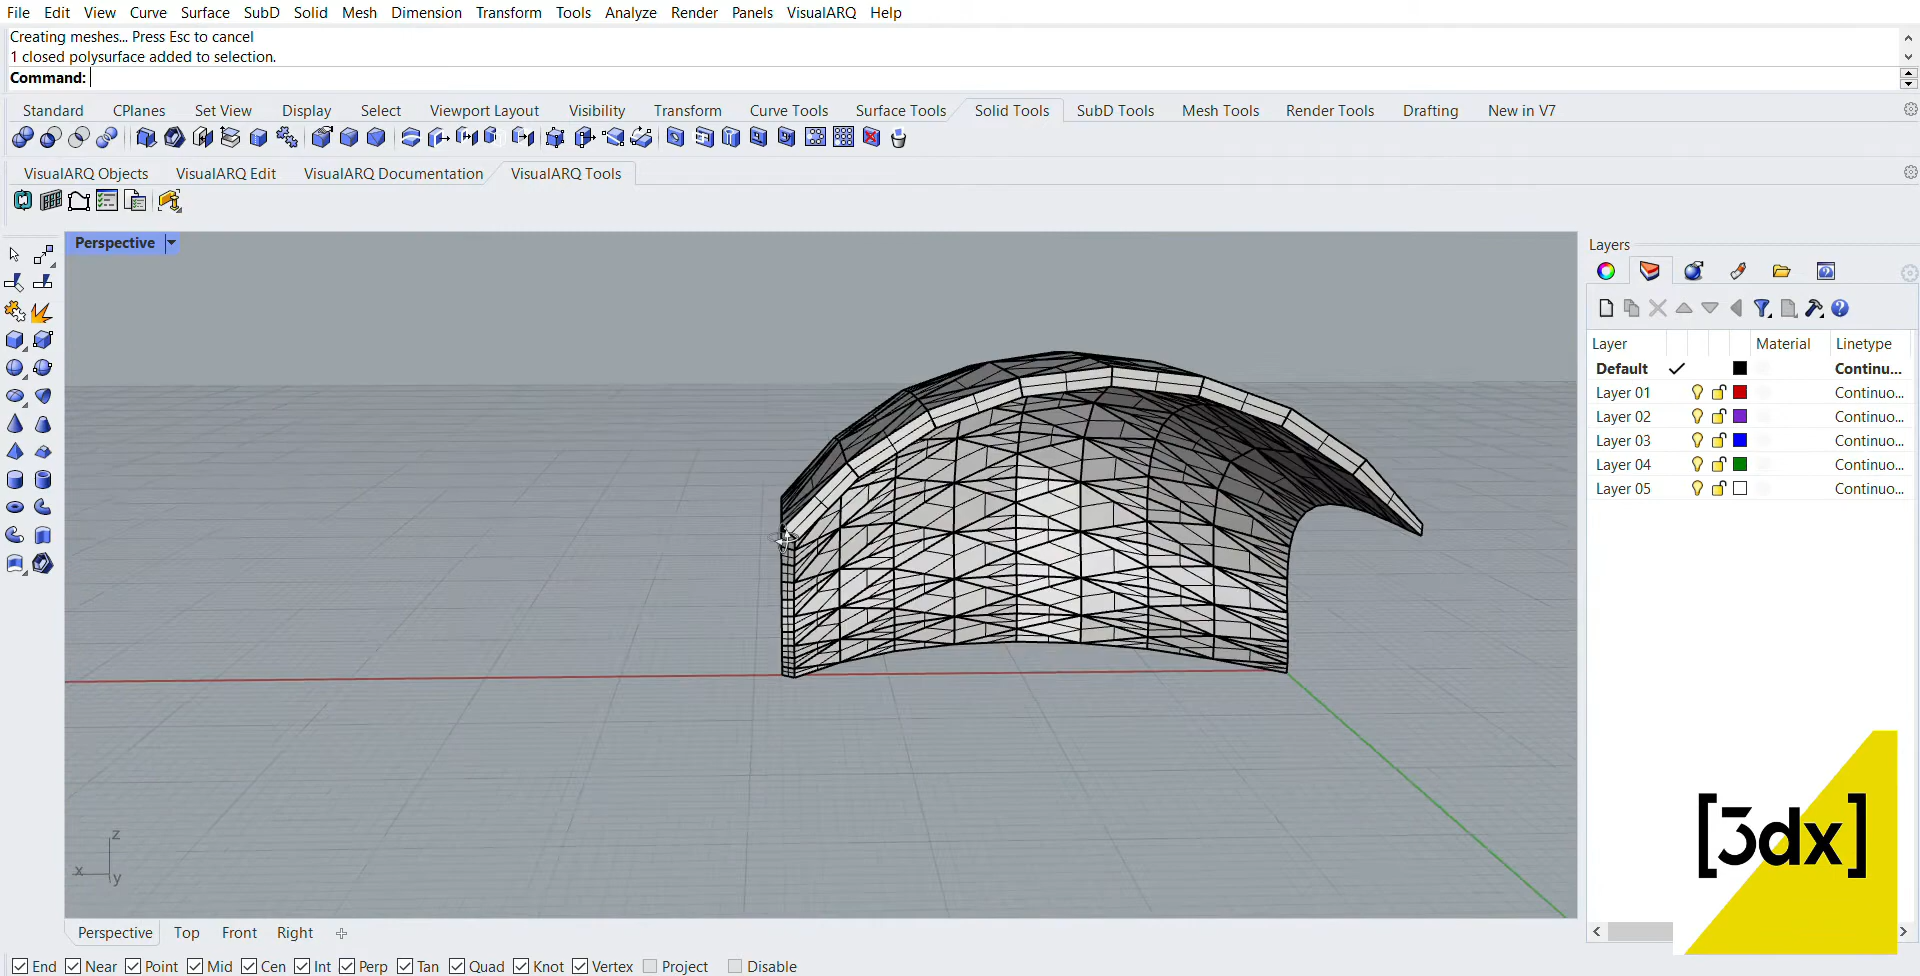 File Edit View Curve Surface SubD Solid Mesh Dimension Transform Tools Analyze Render Panels VisualARQ Help
Creating meshes... Press Esc to cancel
1 closed polysurface added to selection.
Command:
Standard CPlanes Set View Display Select Viewport Layout Visibility Transform Curve Tools Surface Tools Solid Tools SubD Tools Mesh Tools Render Tools Drafting New in V7
VisualARQ Objects VisualARQ Edit VisualARQ Documentation VisualARQ Tools
Perspective
Layers
Layer Material Linetype
Default Continu...
Layer 01 Continuo...
Layer 02 Continuo...
Layer 03 Continuo...
Layer 04 Continuo...
Layer 05 Continuo...
z
x
y
[3dx]
Perspective Top Front Right
End Near Point Mid Cen Int Perp Tan Quad Knot Vertex Project Disable